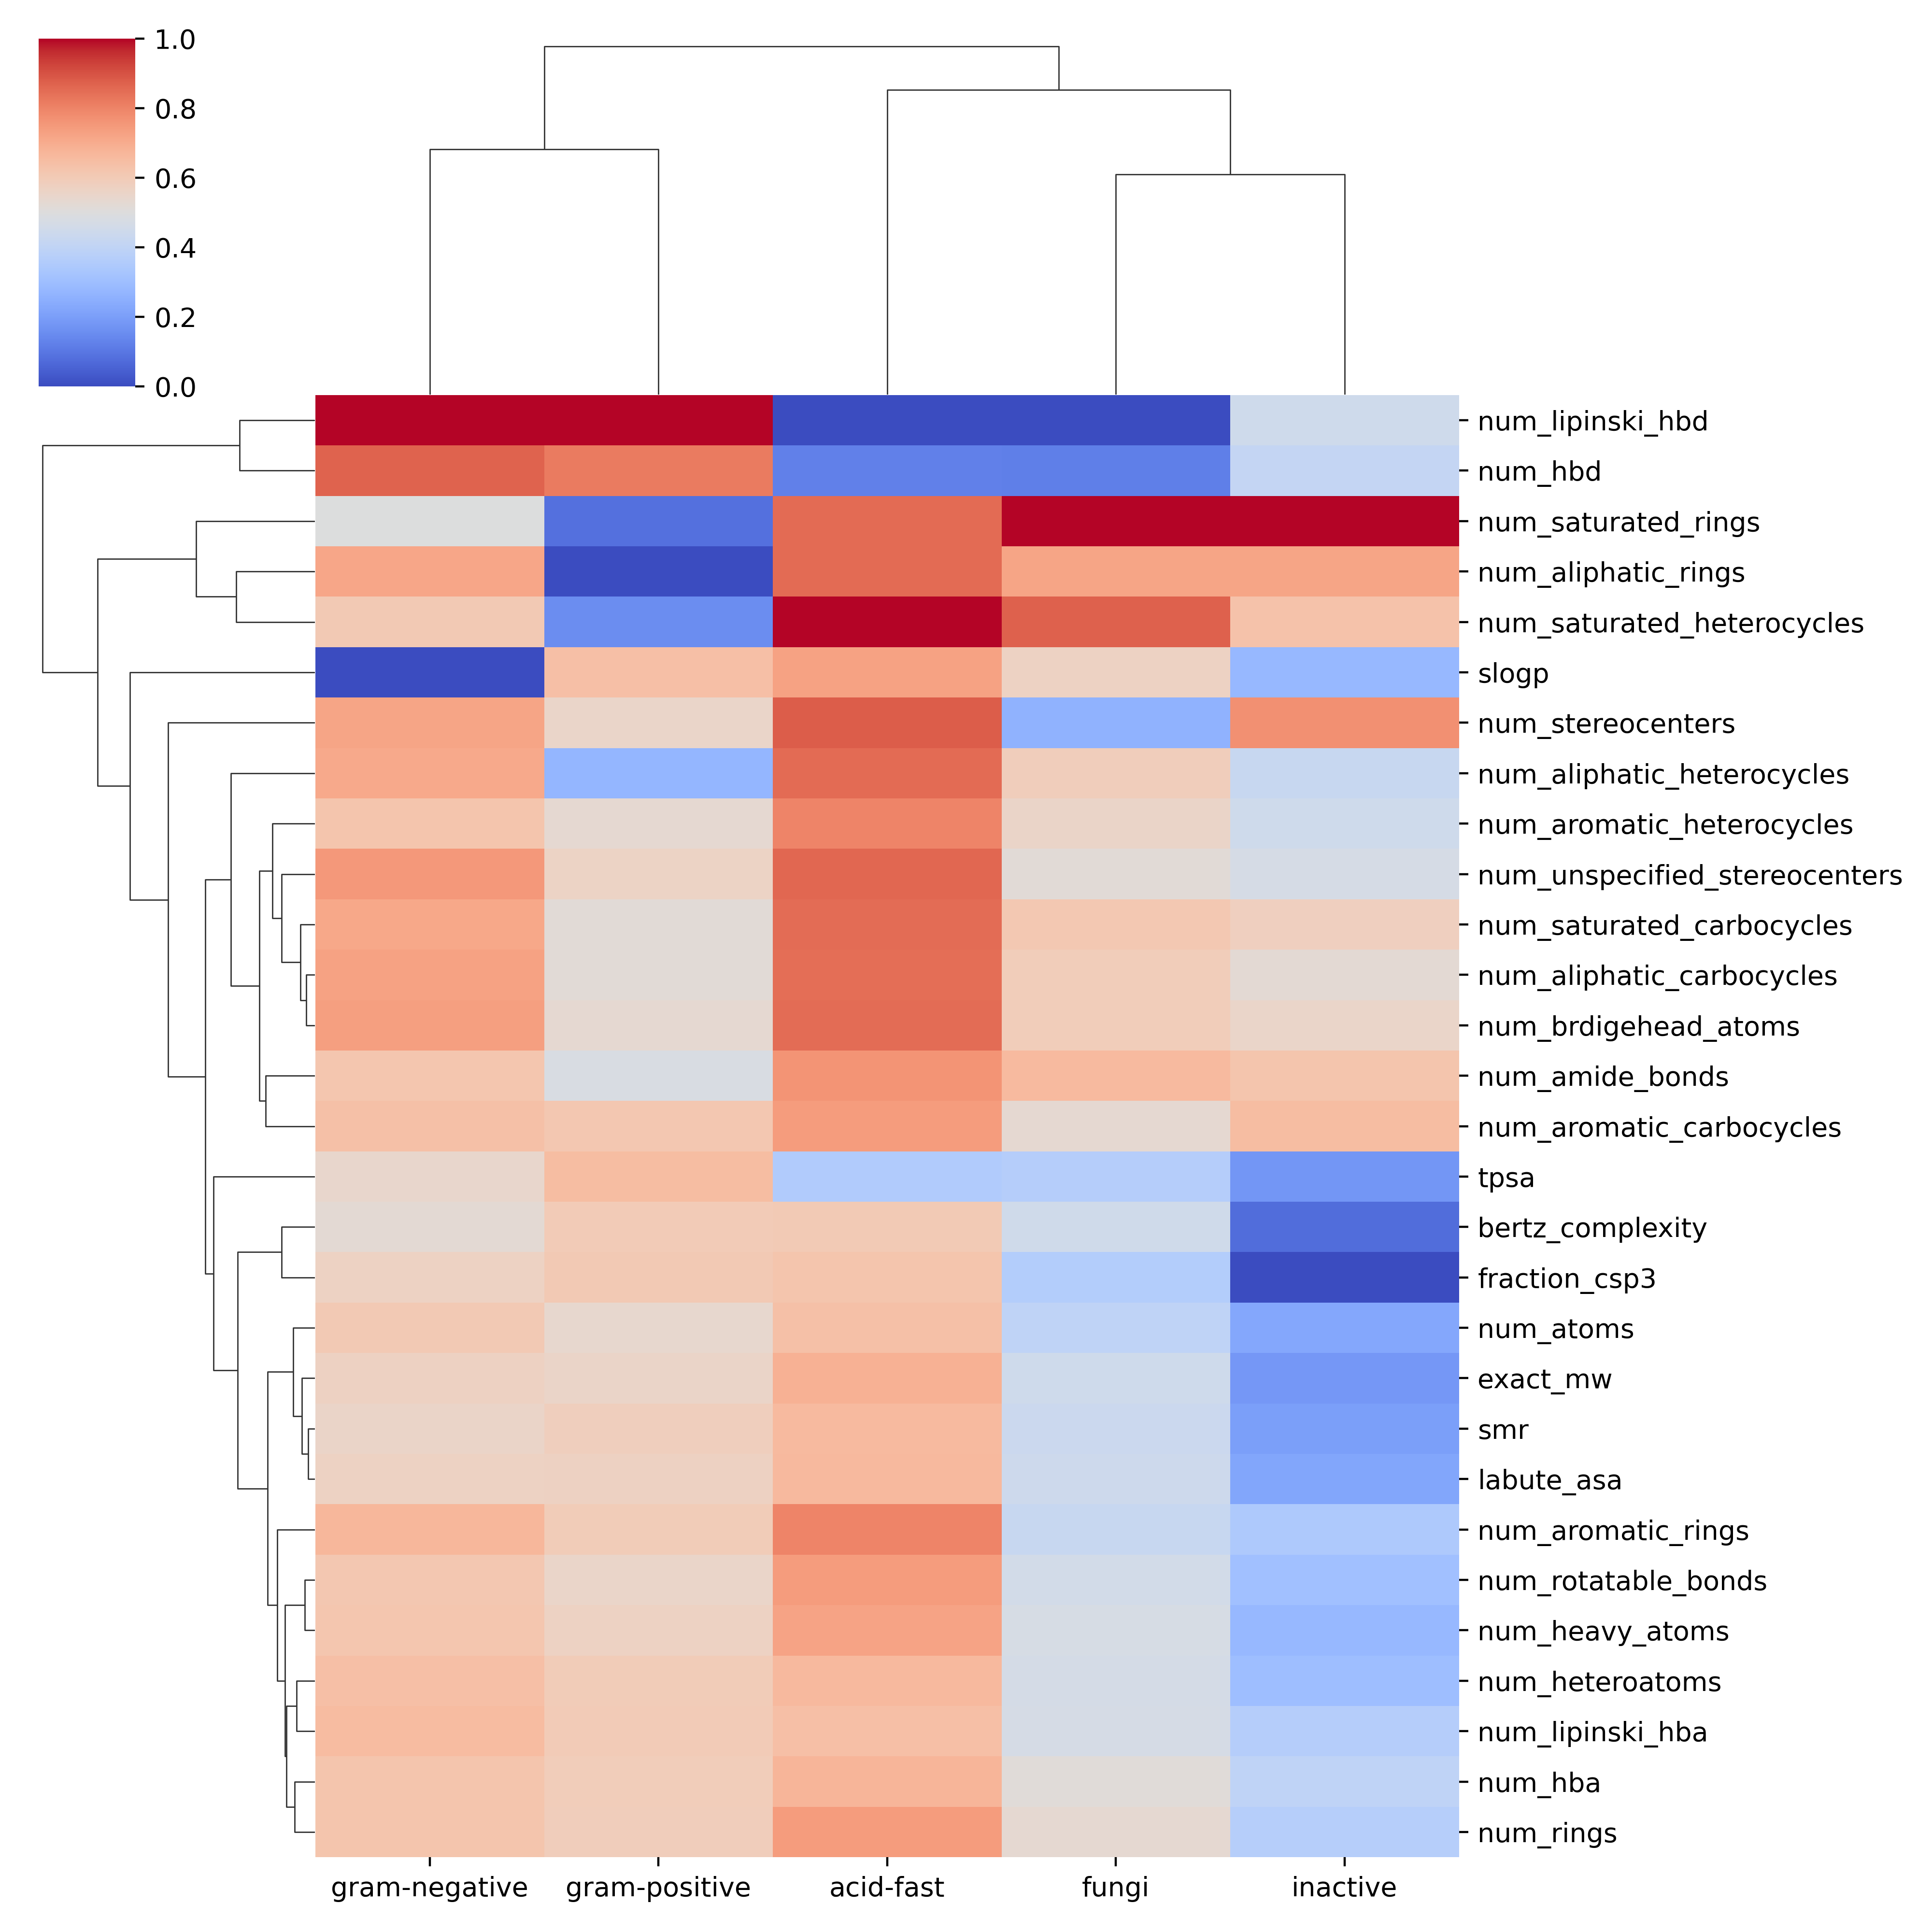 1.0
0.8
0.6
0.4
0.2
0.0
num_lipinski_hbd
num_hbd
num_saturated_rings
num_aliphatic_rings
num_saturated_heterocycles
slogp
num_stereocenters
num_aliphatic_heterocycles
num_aromatic_heterocycles
num_unspecified_stereocenters
num_saturated_carbocycles
num_aliphatic_carbocycles
num_brdigehead_atoms
num_amide_bonds
num_aromatic_carbocycles
tpsa
bertz_complexity
fraction_csp3
num_atoms
exact_mw
smr
labute_asa
num_aromatic_rings
num_rotatable_bonds
num_heavy_atoms
num_heteroatoms
num_lipinski_hba
num_hba
num_rings
gram-negative gram-positive acid-fast fungi inactive